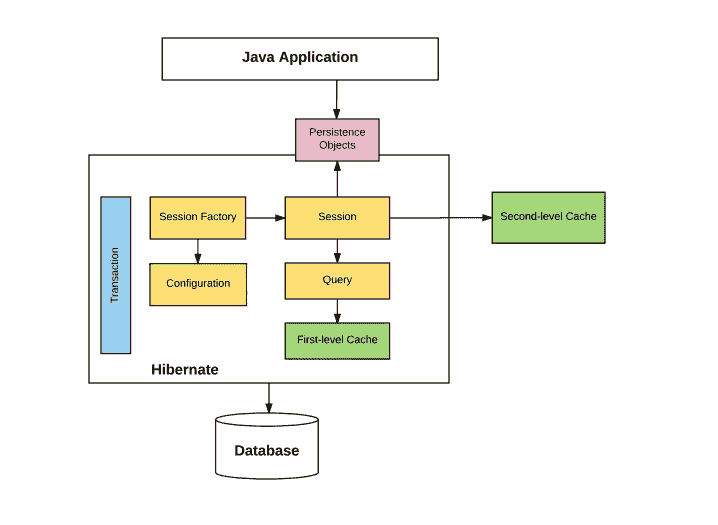 Java Application
Persistence
Objects
Session Factory
Session
Second-level Cache
Transaction
Configuration
Query
First-level Cache
Hibernate
Database